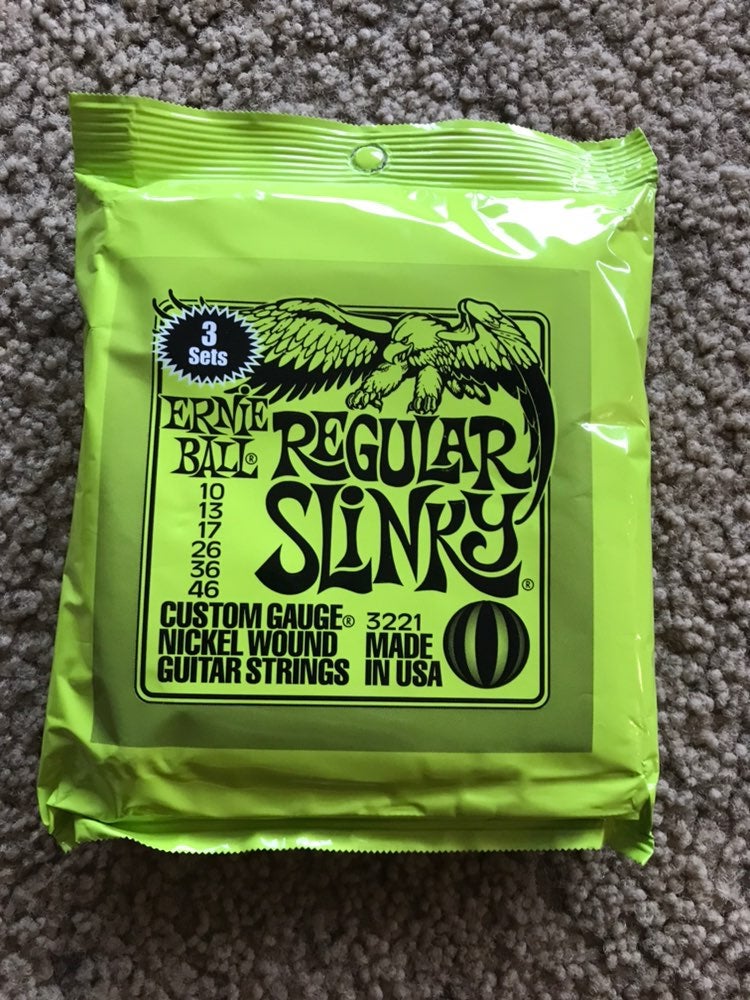 3
Sets
ERNiE
BALL®
REGULAR
SLiNKY®
10
13
17
26
36
46
CUSTOM GAUGE®
NICKEL WOUND
GUITAR STRINGS
3221
MADE
IN USA